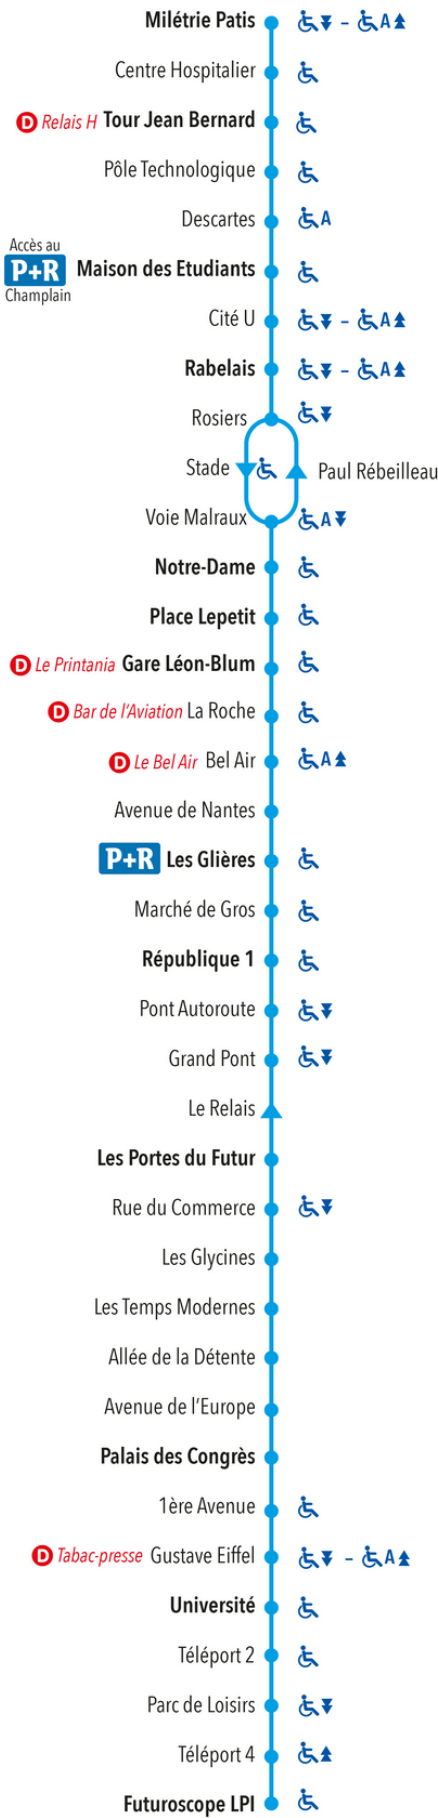 Milétrie Patis – A
Centre Hospitalier
D Relais H Tour Jean Bernard
Pôle Technologique
Descartes A
Accès au
P+R Maison des Etudiants
Champlain
Cité U – A
Rabelais – A
Rosiers
Stade Paul Rébeilleau
Voie Malraux A
Notre-Dame
Place Lepetit
D Le Printania Gare Léon-Blum
D Bar de l'Aviation La Roche
D Le Bel Air Bel Air A
Avenue de Nantes
P+R Les Glières
Marché de Gros
République 1
Pont Autoroute
Grand Pont
Le Relais
Les Portes du Futur
Rue du Commerce
Les Glycines
Les Temps Modernes
Allée de la Détente
Avenue de l'Europe
Palais des Congrès
1ère Avenue
D Tabac-presse Gustave Eiffel – A
Université
Téléport 2
Parc de Loisirs
Téléport 4
Futuroscope LPI